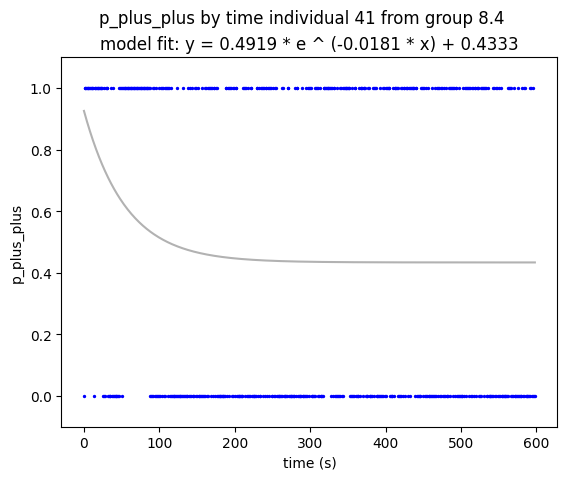 p_plus_plus by time individual 41 from group 8.4
model fit: y = 0.4919 * e ^ (-0.0181 * x) + 0.4333
1.0
0.8
0.6
0.4
0.2
0.0
p_plus_plus
0 100 200 300 400 500 600
time (s)